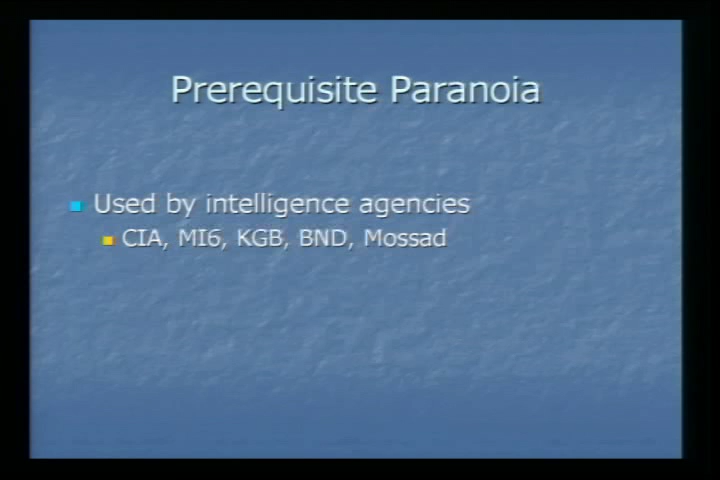 Prerequisite Paranoia
Used by intelligence agencies
CIA, MI6, KGB, BND, Mossad